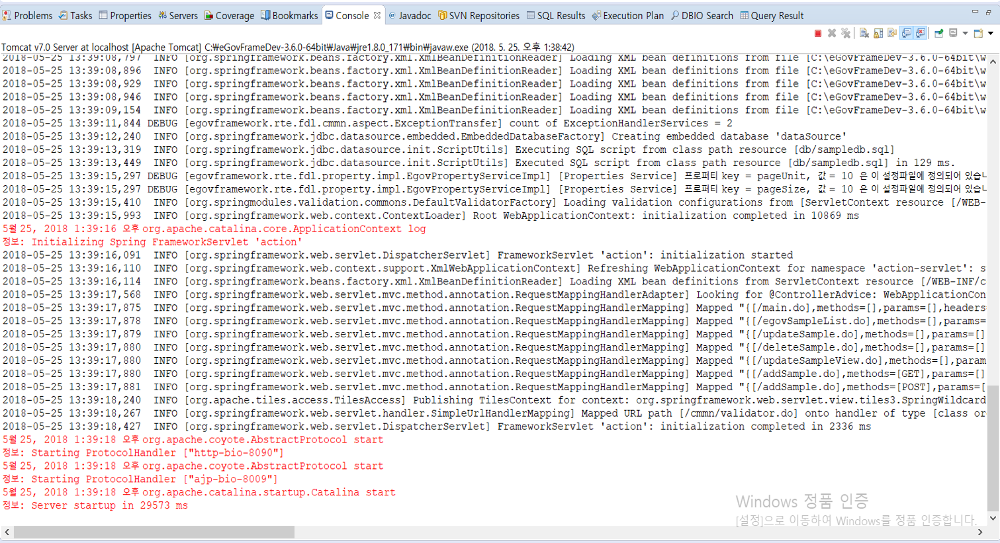 Problems Tasks Properties Servers Coverage Bookmarks Console Javadoc SVN Repositories SQL Results Execution Plan DBIO Search Query Result
Tomcat v7.0 Server at localhost [Apache Tomcat] C:₩eGovFrameDev-3.6.0-64bit₩Java₩jre1.8.0_171₩bin₩javaw.exe (2018. 5. 25. 오후 1:38:42)
2018-05-25 13:39:08,797 INFO [org.springframework.beans.factory.xml.XmlBeanDefinitionReader] Loading XML bean definitions from file [C:\eGovFrameDev-3.6.0-64bit\w
2018-05-25 13:39:08,896 INFO [org.springframework.beans.factory.xml.XmlBeanDefinitionReader] Loading XML bean definitions from file [C:\eGovFrameDev-3.6.0-64bit\w
2018-05-25 13:39:08,929 INFO [org.springframework.beans.factory.xml.XmlBeanDefinitionReader] Loading XML bean definitions from file [C:\eGovFrameDev-3.6.0-64bit\w
2018-05-25 13:39:08,946 INFO [org.springframework.beans.factory.xml.XmlBeanDefinitionReader] Loading XML bean definitions from file [C:\eGovFrameDev-3.6.0-64bit\w
2018-05-25 13:39:09,154 INFO [org.springframework.beans.factory.xml.XmlBeanDefinitionReader] Loading XML bean definitions from file [C:\eGovFrameDev-3.6.0-64bit\w
2018-05-25 13:39:11,844 DEBUG [egovframework.rte.fdl.cmmn.aspect.ExceptionTransfer] count of ExceptionHandlerServices = 2
2018-05-25 13:39:12,240 INFO [org.springframework.jdbc.datasource.embedded.EmbeddedDatabaseFactory] Creating embedded database 'dataSource'
2018-05-25 13:39:13,319 INFO [org.springframework.jdbc.datasource.init.ScriptUtils] Executing SQL script from class path resource [db/sampledb.sql]
2018-05-25 13:39:13,449 INFO [org.springframework.jdbc.datasource.init.ScriptUtils] Executed SQL script from class path resource [db/sampledb.sql] in 129 ms.
2018-05-25 13:39:15,297 DEBUG [egovframework.rte.fdl.property.impl.EgovPropertyServiceImpl] [Properties Service] 프로퍼티 key = pageUnit, 값 = 10 은 이 설정파일에 정의되어 있습니
2018-05-25 13:39:15,297 DEBUG [egovframework.rte.fdl.property.impl.EgovPropertyServiceImpl] [Properties Service] 프로퍼티 key = pageSize, 값 = 10 은 이 설정파일에 정의되어 있습니
2018-05-25 13:39:15,410 INFO [org.springmodules.validation.commons.DefaultValidatorFactory] Loading validation configurations from [ServletContext resource [/WEB-
2018-05-25 13:39:15,993 INFO [org.springframework.web.context.ContextLoader] Root WebApplicationContext: initialization completed in 10869 ms
5월 25, 2018 1:39:16 오후 org.apache.catalina.core.ApplicationContext log
정보: Initializing Spring FrameworkServlet 'action'
2018-05-25 13:39:16,091 INFO [org.springframework.web.servlet.DispatcherServlet] FrameworkServlet 'action': initialization started
2018-05-25 13:39:16,110 INFO [org.springframework.web.context.support.XmlWebApplicationContext] Refreshing WebApplicationContext for namespace 'action-servlet': s
2018-05-25 13:39:16,114 INFO [org.springframework.beans.factory.xml.XmlBeanDefinitionReader] Loading XML bean definitions from ServletContext resource [/WEB-INF/c
2018-05-25 13:39:17,568 INFO [org.springframework.web.servlet.mvc.method.annotation.RequestMappingHandlerAdapter] Looking for @ControllerAdvice: WebApplicationCon
2018-05-25 13:39:17,875 INFO [org.springframework.web.servlet.mvc.method.annotation.RequestMappingHandlerMapping] Mapped "{[/main.do],methods=[],params=[],headers
2018-05-25 13:39:17,878 INFO [org.springframework.web.servlet.mvc.method.annotation.RequestMappingHandlerMapping] Mapped "{[/egovSampleList.do],methods=[],params=
2018-05-25 13:39:17,879 INFO [org.springframework.web.servlet.mvc.method.annotation.RequestMappingHandlerMapping] Mapped "{[/updateSample.do],methods=[],params=[]
2018-05-25 13:39:17,880 INFO [org.springframework.web.servlet.mvc.method.annotation.RequestMappingHandlerMapping] Mapped "{[/deleteSample.do],methods=[],params=[]
2018-05-25 13:39:17,880 INFO [org.springframework.web.servlet.mvc.method.annotation.RequestMappingHandlerMapping] Mapped "{[/updateSampleView.do],methods=[],param
2018-05-25 13:39:17,880 INFO [org.springframework.web.servlet.mvc.method.annotation.RequestMappingHandlerMapping] Mapped "{[/addSample.do],methods=[GET],params=[]
2018-05-25 13:39:17,881 INFO [org.springframework.web.servlet.mvc.method.annotation.RequestMappingHandlerMapping] Mapped "{[/addSample.do],methods=[POST],params=[
2018-05-25 13:39:18,240 INFO [org.apache.tiles.access.TilesAccess] Publishing TilesContext for context: org.springframework.web.servlet.view.tiles3.SpringWildcard
2018-05-25 13:39:18,267 INFO [org.springframework.web.servlet.handler.SimpleUrlHandlerMapping] Mapped URL path [/cmmn/validator.do] onto handler of type [class or
2018-05-25 13:39:18,427 INFO [org.springframework.web.servlet.DispatcherServlet] FrameworkServlet 'action': initialization completed in 2336 ms
5월 25, 2018 1:39:18 오후 org.apache.coyote.AbstractProtocol start
정보: Starting ProtocolHandler ["http-bio-8090"]
5월 25, 2018 1:39:18 오후 org.apache.coyote.AbstractProtocol start
정보: Starting ProtocolHandler ["ajp-bio-8009"]
5월 25, 2018 1:39:18 오후 org.apache.catalina.startup.Catalina start
정보: Server startup in 29573 ms
Windows 정품 인증
[설정]으로 이동하여 Windows를 정품 인증합니다.